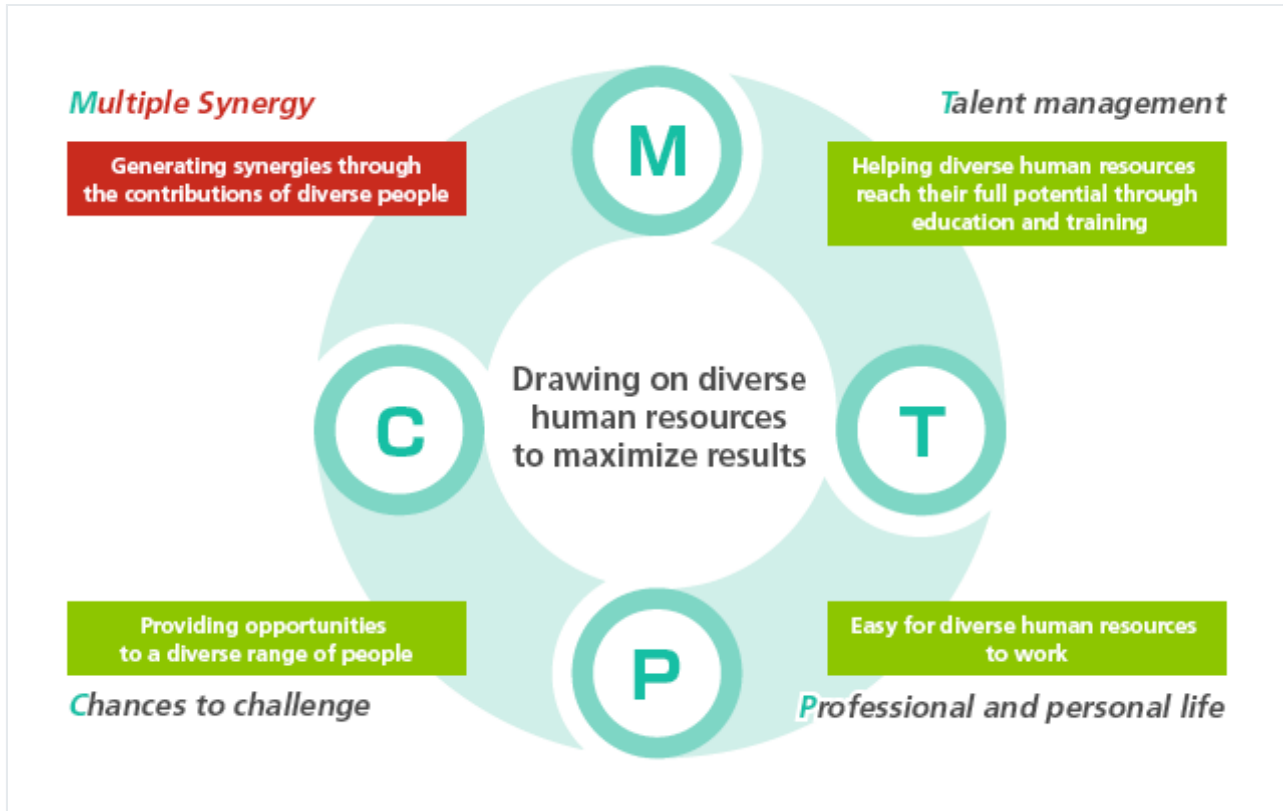 Multiple Synergy
Generating synergies through
the contributions of diverse people
M
Talent management
Helping diverse human resources
reach their full potential through
education and training
C
Drawing on diverse
human resources
to maximize results
T
Providing opportunities
to a diverse range of people
Chances to challenge
P
Easy for diverse human resources
to work
Professional and personal life